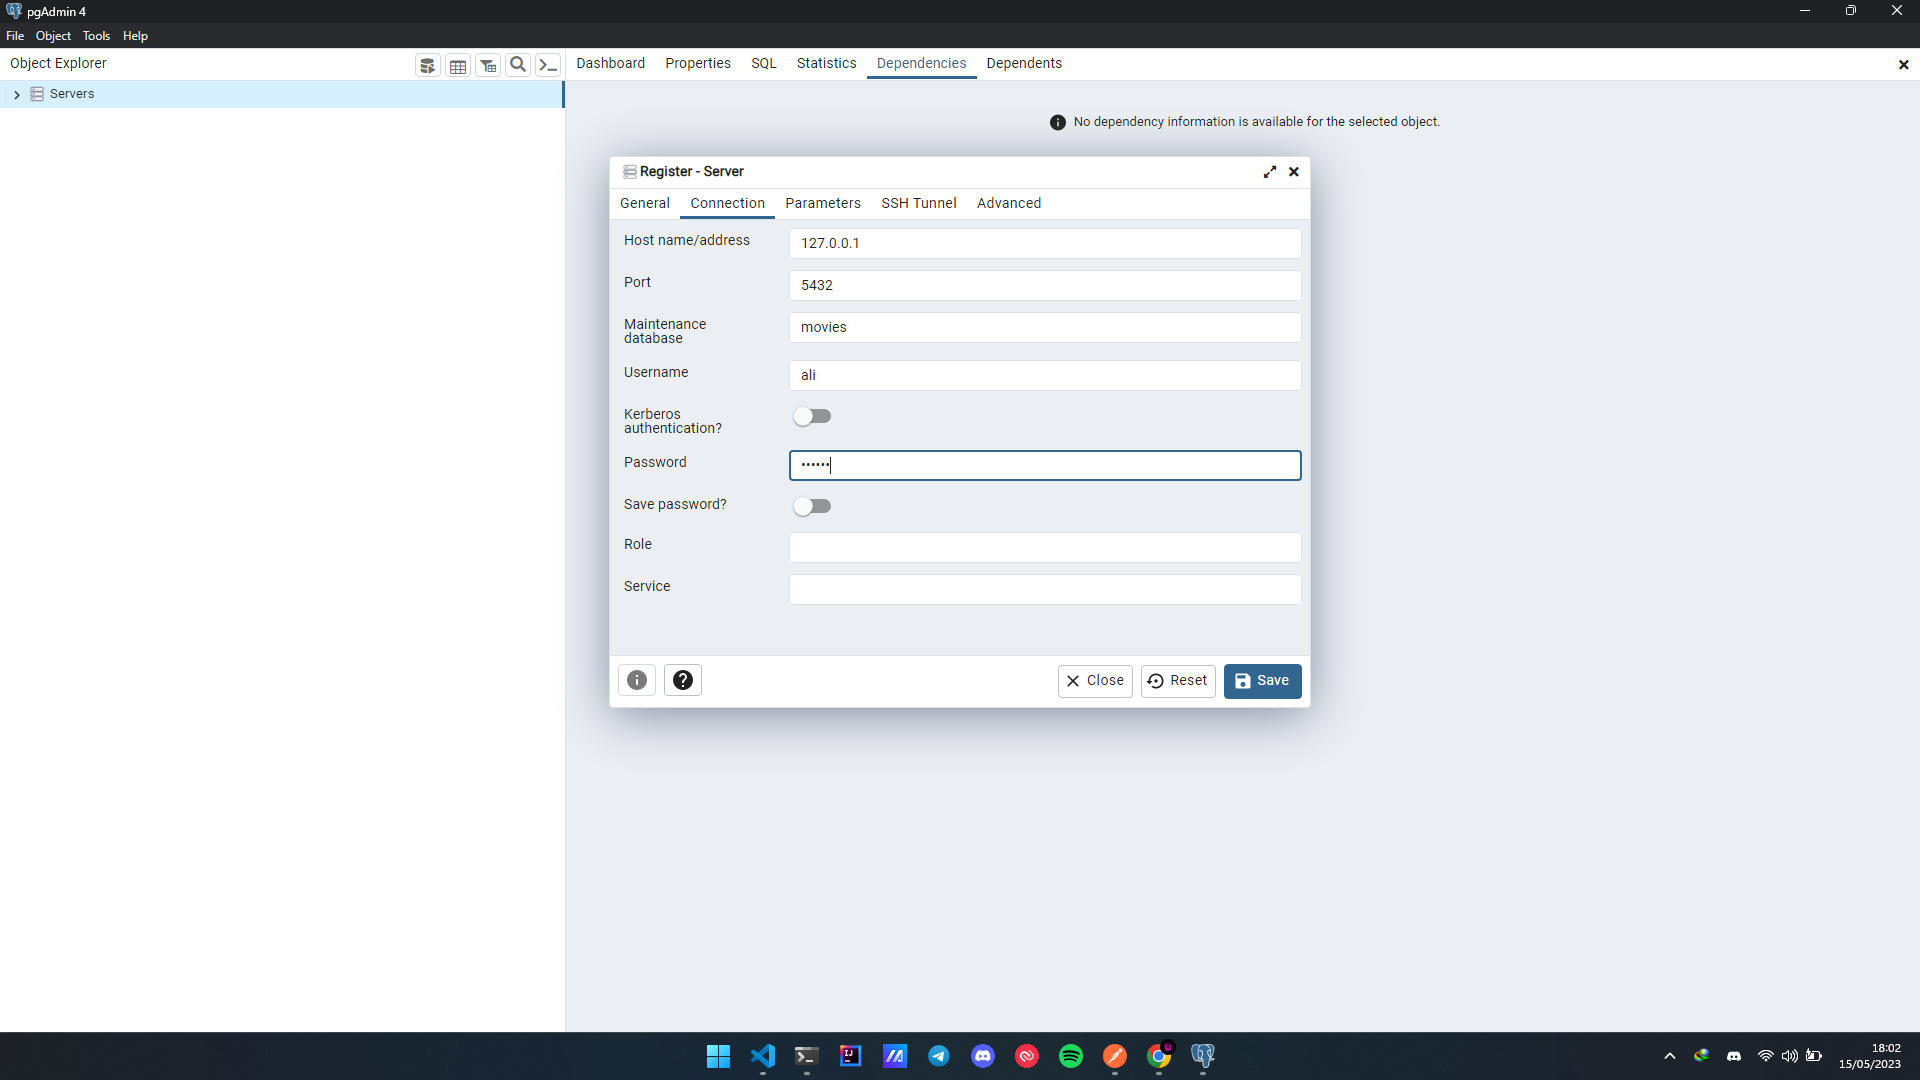 pgAdmin 4
File Object Tools Help
Object Explorer
Dashboard Properties SQL Statistics Dependencies Dependents
Servers
No dependency information is available for the selected object.
Register - Server
General Connection Parameters SSH Tunnel Advanced
Host name/address
127.0.0.1
Port
5432
Maintenance
database
movies
Username
ali
Kerberos
authentication?
Password
••••••
Save password?
Role
Service
Close Reset Save
18:02
15/05/2023